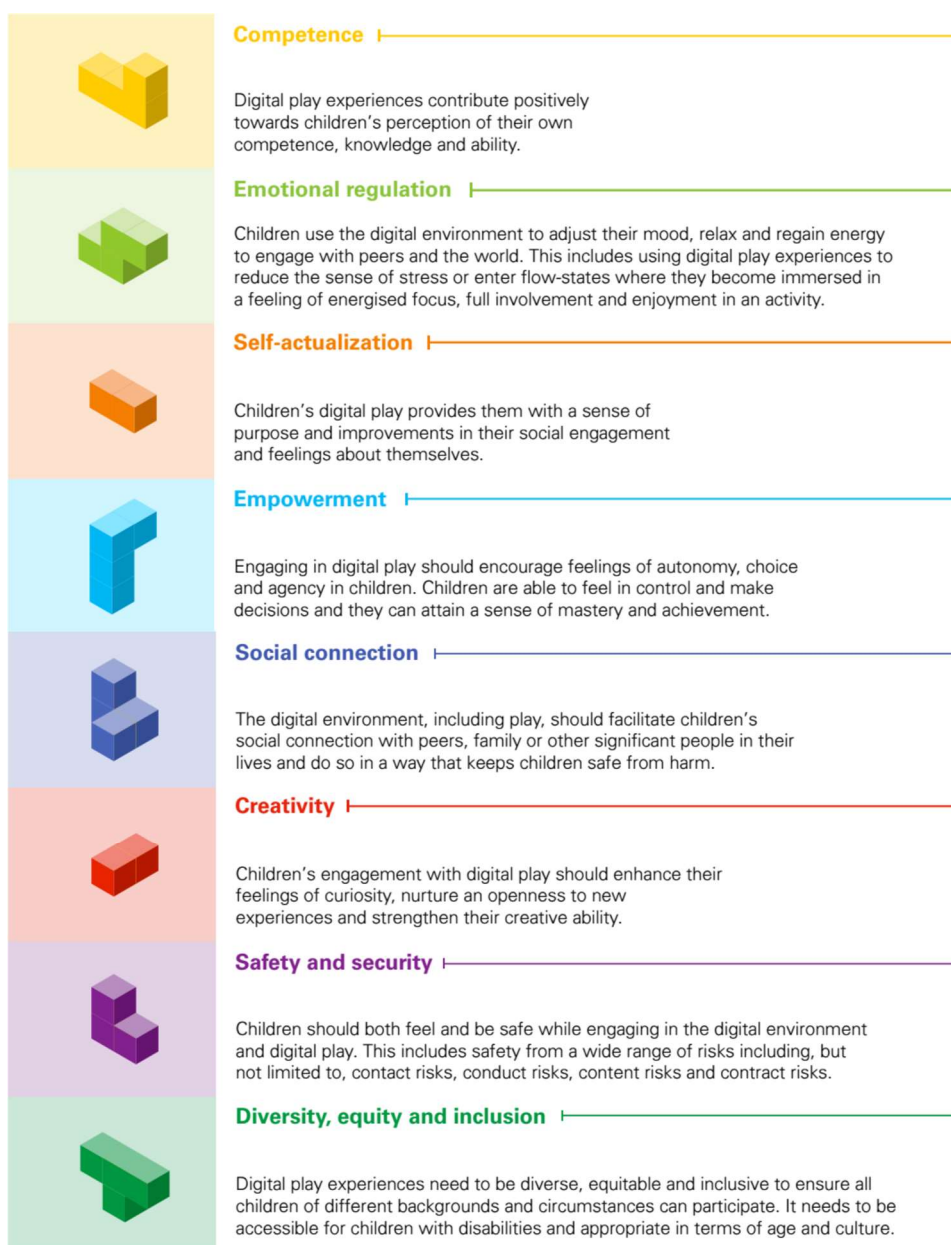 Competence
Digital play experiences contribute positively
towards children’s perception of their own
competence, knowledge and ability.
Emotional regulation
Children use the digital environment to adjust their mood, relax and regain energy
to engage with peers and the world. This includes using digital play experiences to
reduce the sense of stress or enter flow-states where they become immersed in
a feeling of energised focus, full involvement and enjoyment in an activity.
Self-actualization
Children’s digital play provides them with a sense of
purpose and improvements in their social engagement
and feelings about themselves.
Empowerment
Engaging in digital play should encourage feelings of autonomy, choice
and agency in children. Children are able to feel in control and make
decisions and they can attain a sense of mastery and achievement.
Social connection
The digital environment, including play, should facilitate children’s
social connection with peers, family or other significant people in their
lives and do so in a way that keeps children safe from harm.
Creativity
Children’s engagement with digital play should enhance their
feelings of curiosity, nurture an openness to new
experiences and strengthen their creative ability.
Safety and security
Children should both feel and be safe while engaging in the digital environment
and digital play. This includes safety from a wide range of risks including, but
not limited to, contact risks, conduct risks, content risks and contract risks.
Diversity, equity and inclusion
Digital play experiences need to be diverse, equitable and inclusive to ensure all
children of different backgrounds and circumstances can participate. It needs to be
accessible for children with disabilities and appropriate in terms of age and culture.